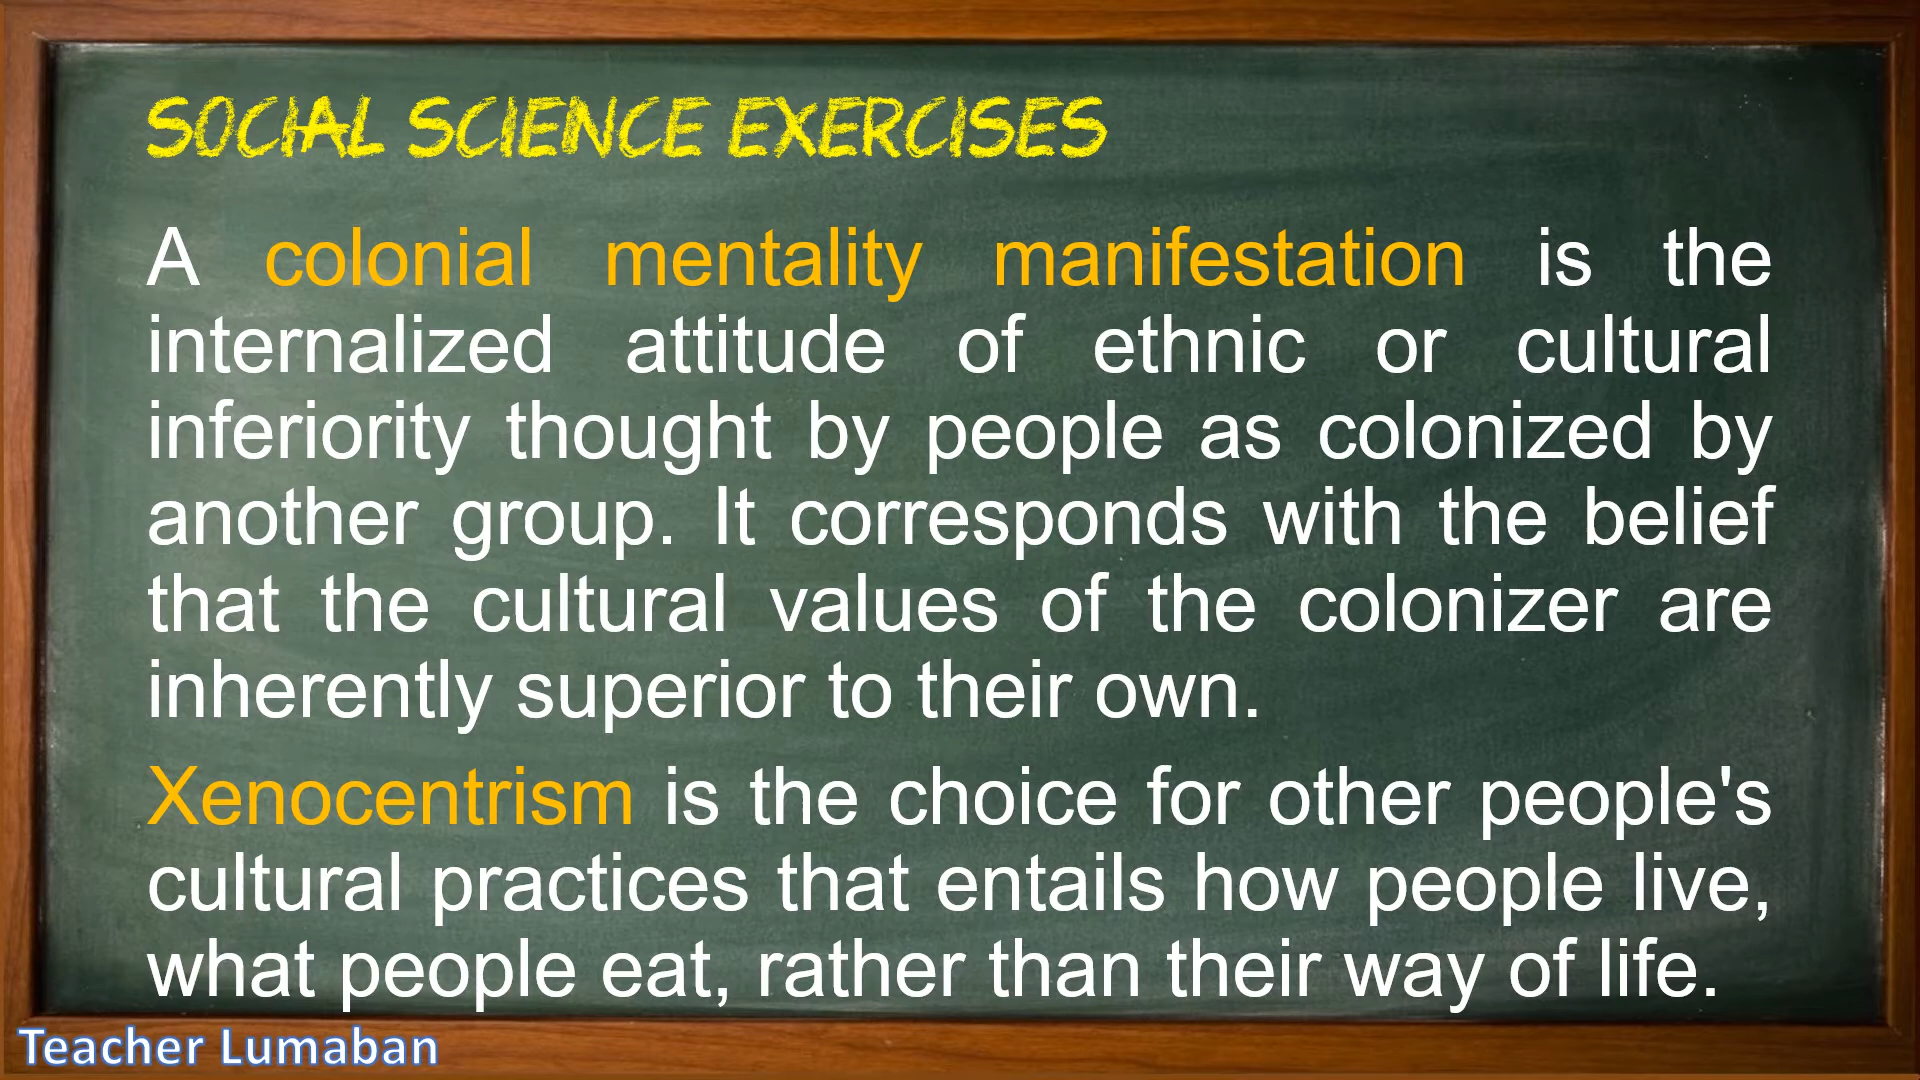 SOCIAL SCIENCE EXERCISES
A colonial mentality manifestation is the
internalized attitude of ethnic or cultural
inferiority thought by people as colonized by
another group. It corresponds with the belief
that the cultural values of the colonizer are
inherently superior to their own.
Xenocentrism is the choice for other people's
cultural practices that entails how people live,
what people eat, rather than their way of life.
Teacher Lumaban